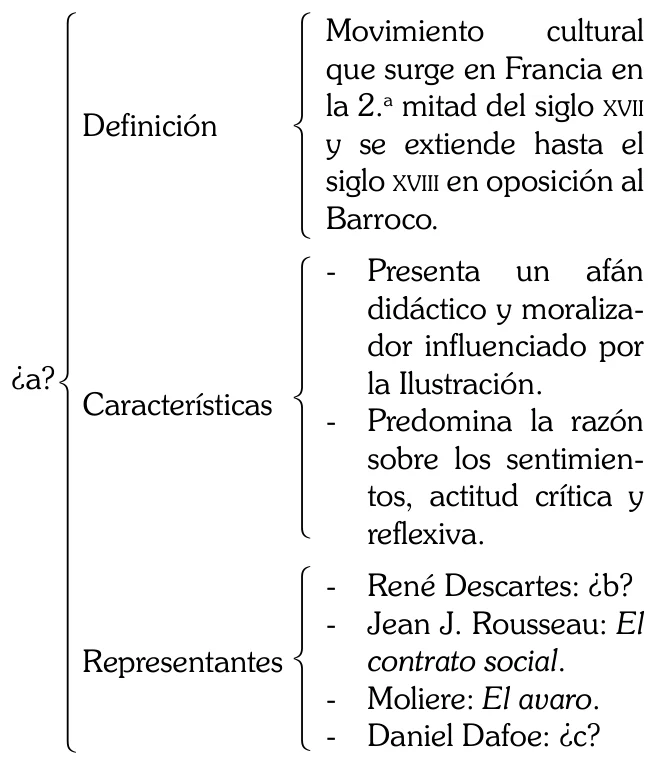 Definición
Movimiento cultural
que surge en Francia en
la 2.ª mitad del siglo XVII
y se extiende hasta el
siglo XVIII en oposición al
Barroco.
¿a?
Características
- Presenta un afán
didáctico y moraliza-
dor influenciado por
la Ilustración.
- Predomina la razón
sobre los sentimien-
tos, actitud crítica y
reflexiva.
Representantes
- René Descartes: ¿b?
- Jean J. Rousseau: El
contrato social.
- Moliere: El avaro.
- Daniel Dafoe: ¿c?